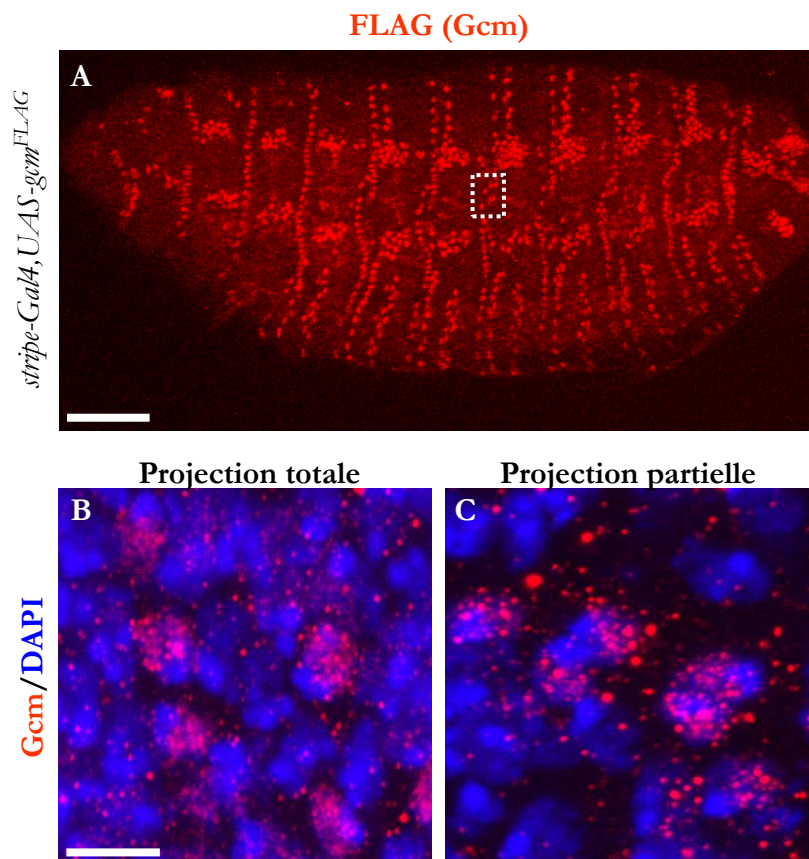 FLAG (Gcm)
A
stripe-Gal4, UAS-gcm^FLAG
Projection totale
Projection partielle
B
C
Gcm/DAPI